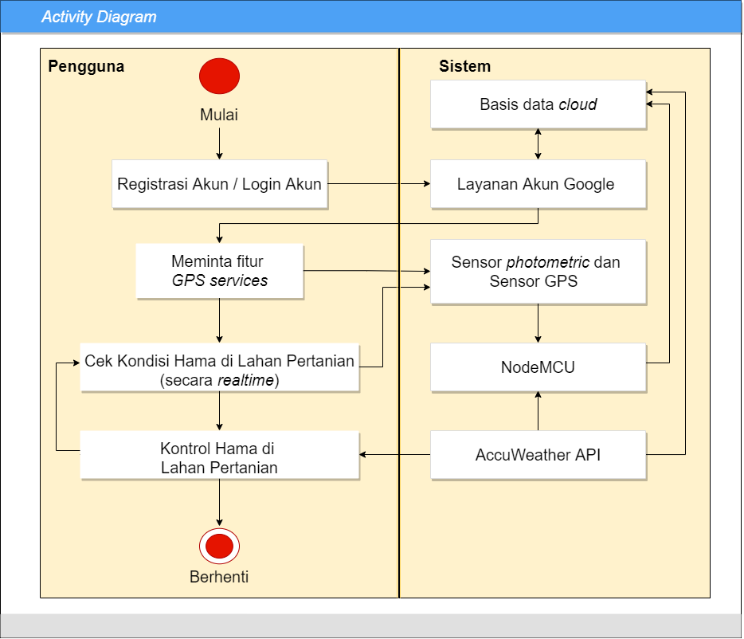 Activity Diagram
Pengguna
Mulai
Registrasi Akun / Login Akun
Meminta fitur
GPS services
Cek Kondisi Hama di Lahan Pertanian
(secara realtime)
Kontrol Hama di
Lahan Pertanian
Berhenti
Sistem
Basis data cloud
Layanan Akun Google
Sensor photometric dan
Sensor GPS
NodeMCU
AccuWeather API